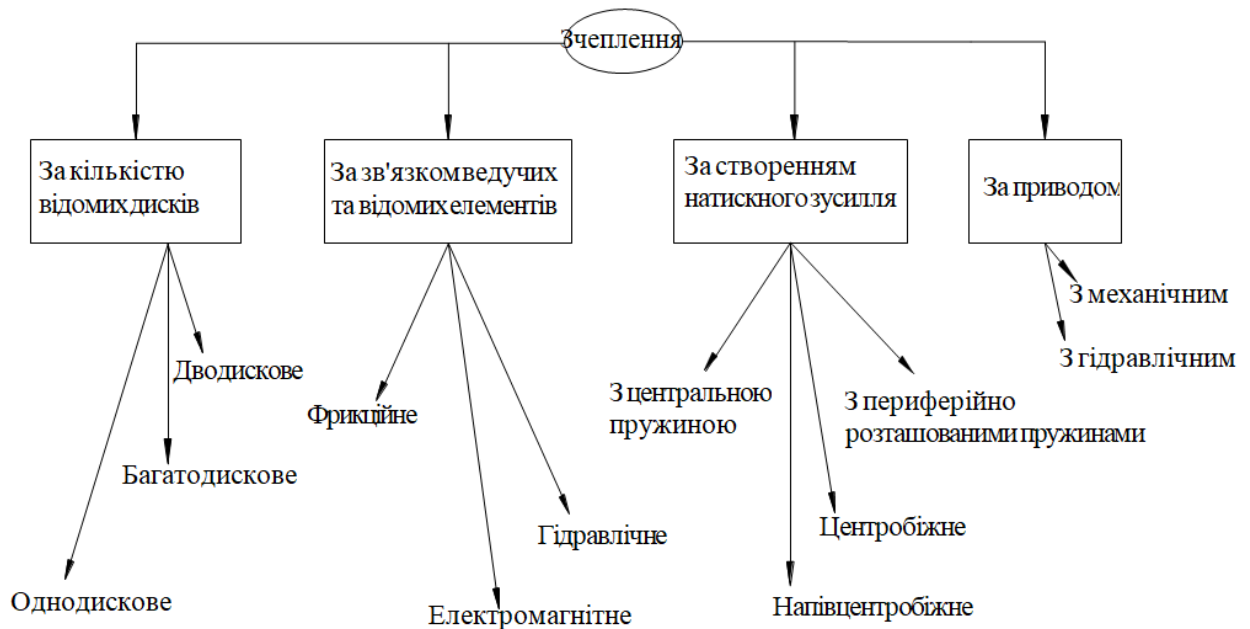 Зчеплення
За кількістю
відомих дисків
За зв'язком ведучих
та відомих елементів
За створенням
натискного зусилля
За приводом
З механічним
З гідравлічним
Дводискове
Багатодискове
Однодискове
Фрикційне
Гідравлічне
Електромагнітне
З центральною
пружиною
З периферійно
розташованими пружинами
Центробіжне
Напівцентробіжне